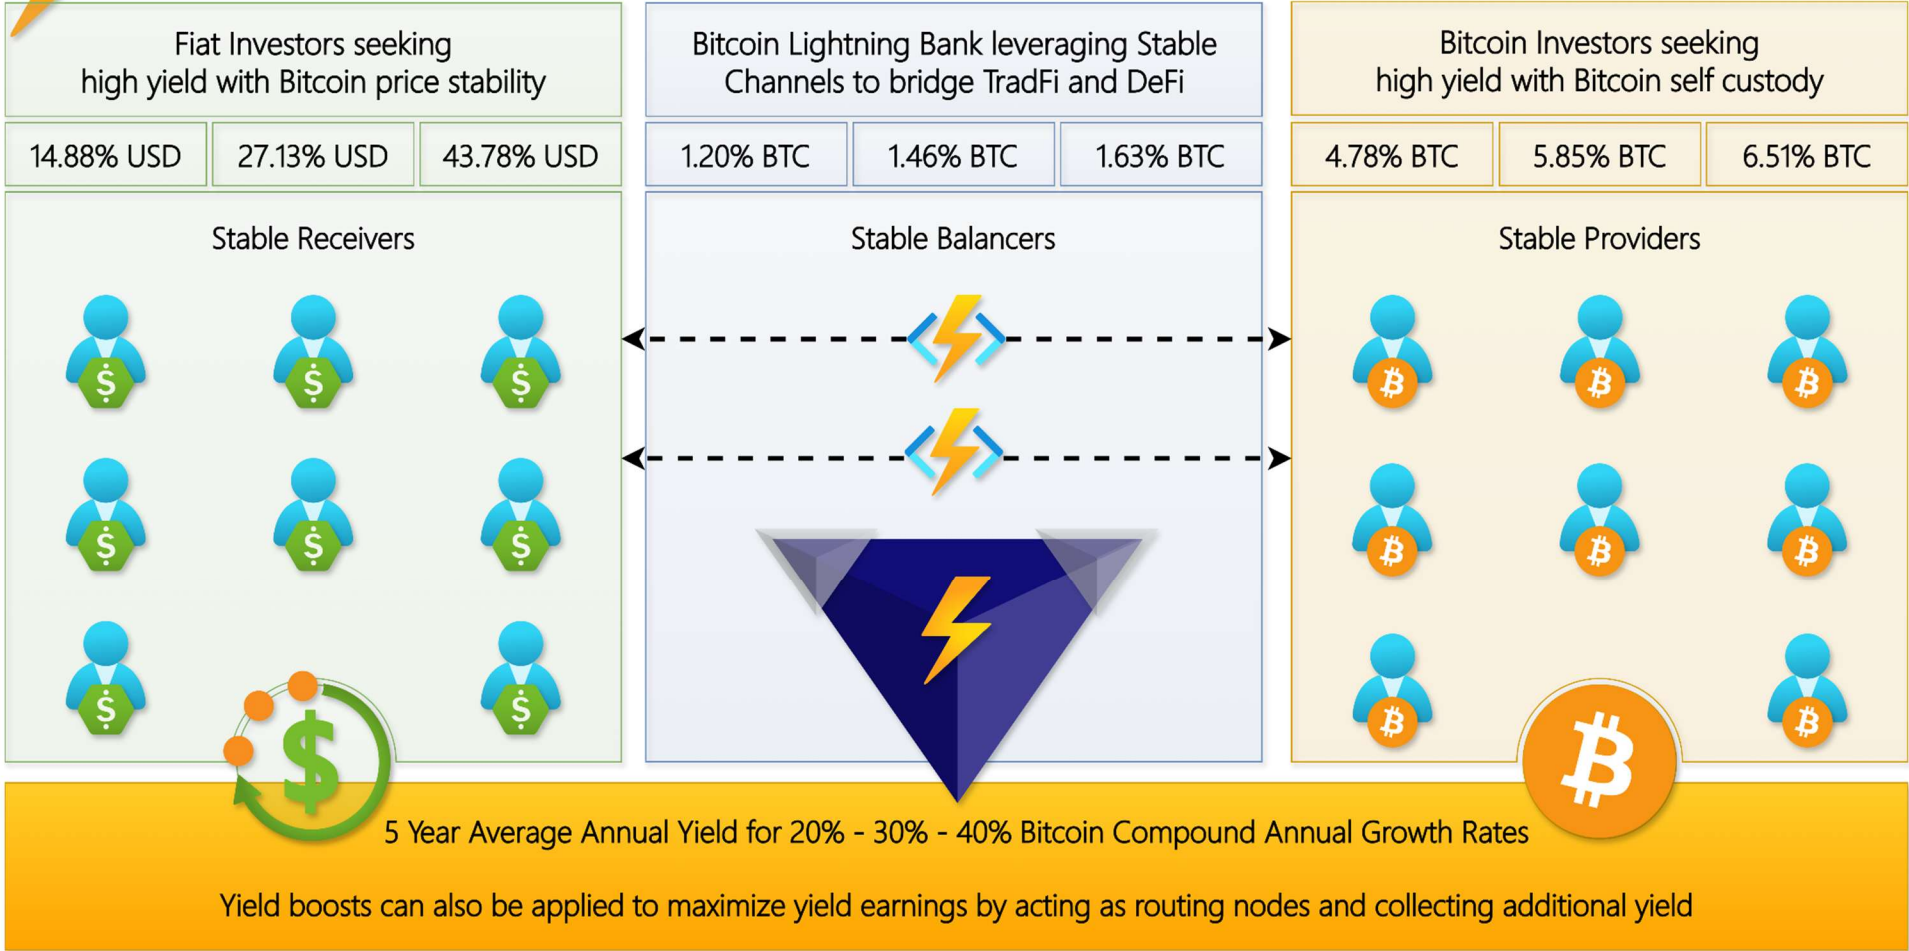 Fiat Investors seeking
high yield with Bitcoin price stability
Bitcoin Lightning Bank leveraging Stable
Channels to bridge TradFi and DeFi
Bitcoin Investors seeking
high yield with Bitcoin self custody
14.88% USD
27.13% USD
43.78% USD
1.20% BTC
1.46% BTC
1.63% BTC
4.78% BTC
5.85% BTC
6.51% BTC
Stable Receivers
Stable Balancers
Stable Providers
5 Year Average Annual Yield for 20% - 30% - 40% Bitcoin Compound Annual Growth Rates
Yield boosts can also be applied to maximize yield earnings by acting as routing nodes and collecting additional yield